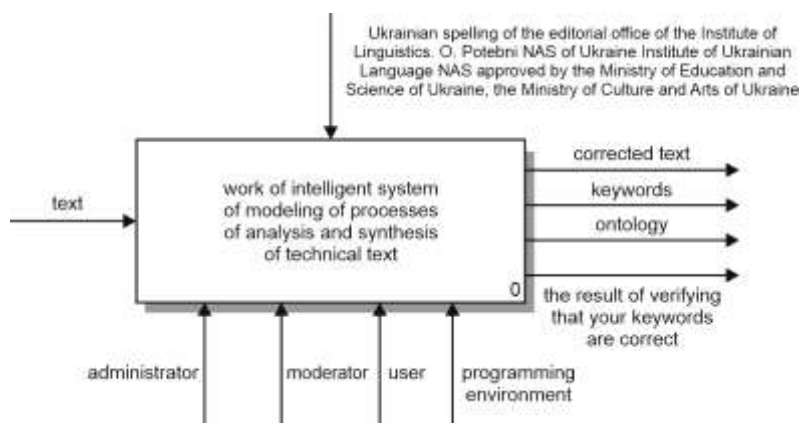 Ukrainian spelling of the editorial office of the Institute of
Linguistics. O. Potebni NAS of Ukraine Institute of Ukrainian
Language NAS approved by the Ministry of Education and
Science of Ukraine, the Ministry of Culture and Arts of Ukraine
text
work of intelligent system
of modeling of processes
of analysis and synthesis
of technical text
0
corrected text
keywords
ontology
the result of verifying
that your keywords
are correct
administrator
moderator
user
programming
environment